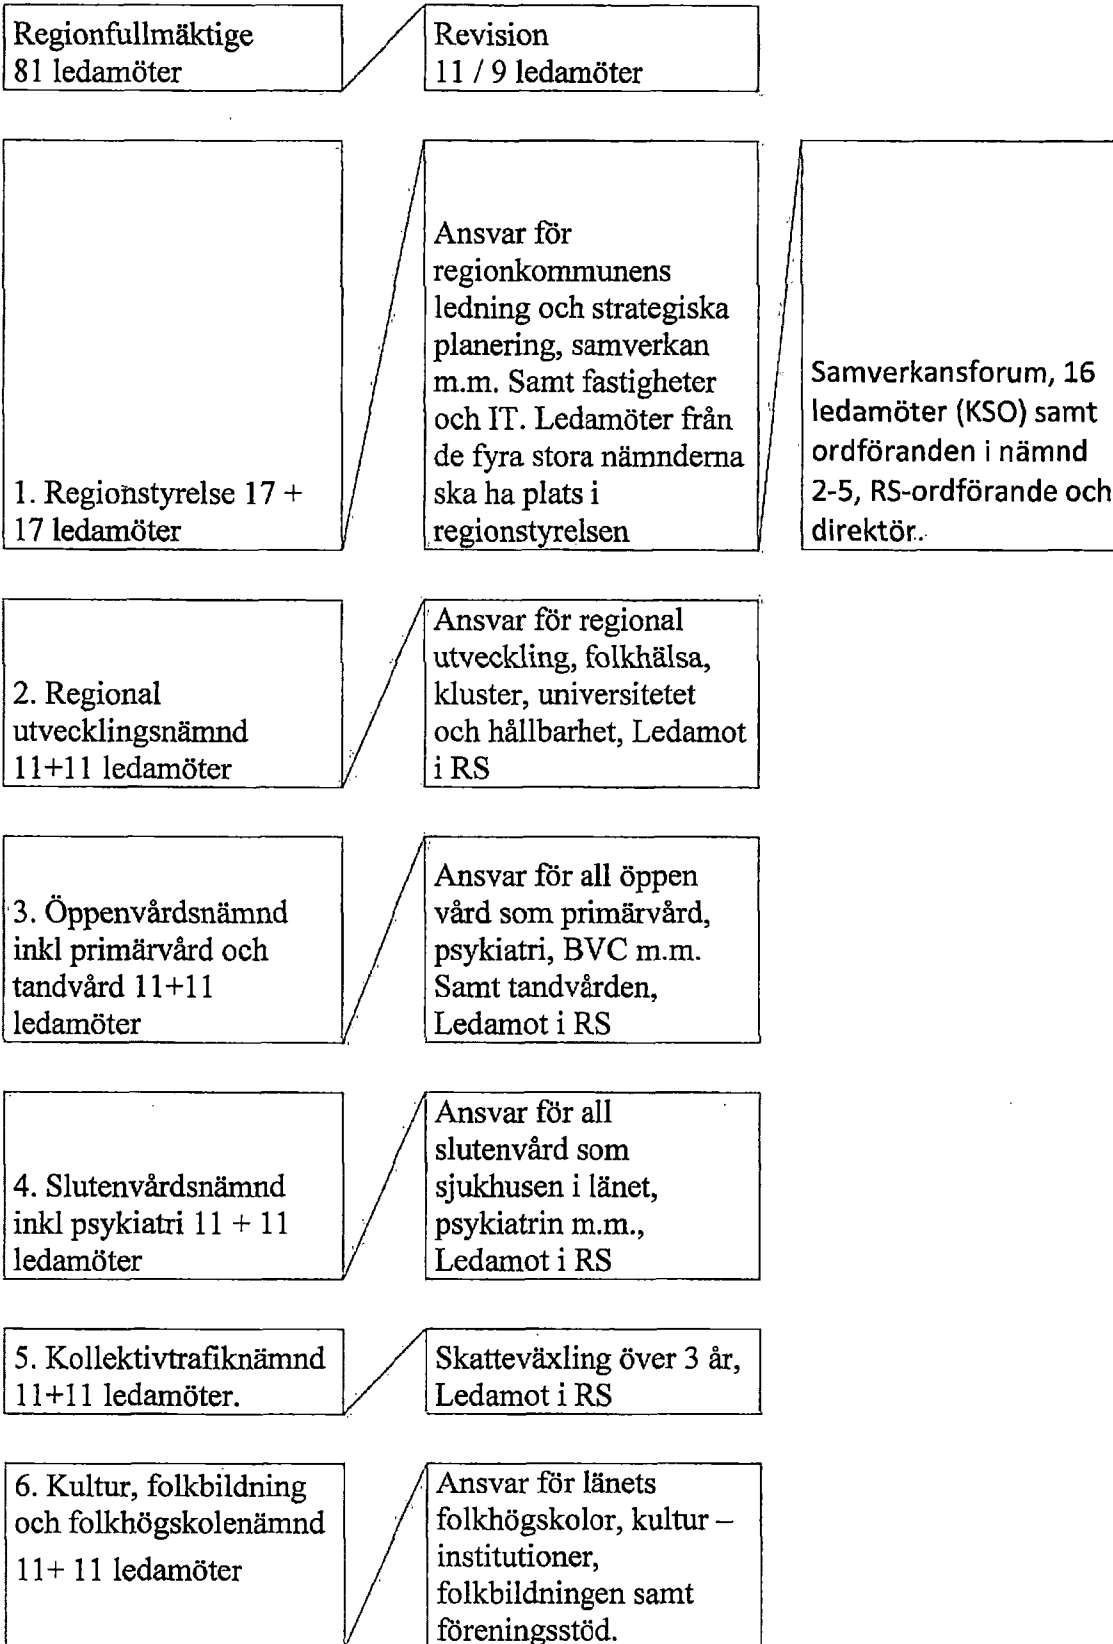 Regionfullmäktige
81 ledamöter
Revision
11 / 9 ledamöter
1. Regionstyrelse 17 +
17 ledamöter
Ansvar för
regionkommunens
ledning och strategiska
planering, samverkan
m.m. Samt fastigheter
och IT. Ledamöter från
de fyra stora nämnderna
ska ha plats i
regionstyrelsen
Samverkansforum, 16
ledamöter (KSO) samt
ordföranden i nämnd
2-5, RS-ordförande och
direktör.
2. Regional
utvecklingsnämnd
11+11 ledamöter
Ansvar för regional
utveckling, folkhälsa,
kluster, universitetet
och hållbarhet, Ledamot
i RS
3. Öppenvårdsnämnd
inkl primärvård och
tandvård 11+11
ledamöter
Ansvar för all öppen
vård som primärvård,
psykiatri, BVC m.m.
Samt tandvården,
Ledamot i RS
4. Slutenvårdsnämnd
inkl psykiatri 11 + 11
ledamöter
Ansvar för all
slutenvård som
sjukhusen i länet,
psykiatrin m.m.,
Ledamot i RS
5. Kollektivtrafiknämnd
11+11 ledamöter.
Skatteväxling över 3 år,
Ledamot i RS
6. Kultur, folkbildning
och folkhögskolenämnd
11+ 11 ledamöter
Ansvar för länets
folkhögskolor, kultur –
institutioner,
folkbildningen samt
föreningsstöd.